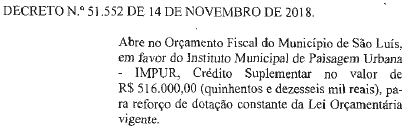 DECRETO N.º 51.552 DE 14 DE NOVEMBRO DE 2018.
Abre no Orçamento Fiscal do Município de São Luís,
em favor do Instituto Municipal de Paisagem Urbana
- IMPUR, Crédito Suplementar no valor de
R$ 516.000,00 (quinhentos e dezesseis mil reais), pa-
ra reforço de dotação constante da Lei Orçamentária
vigente.